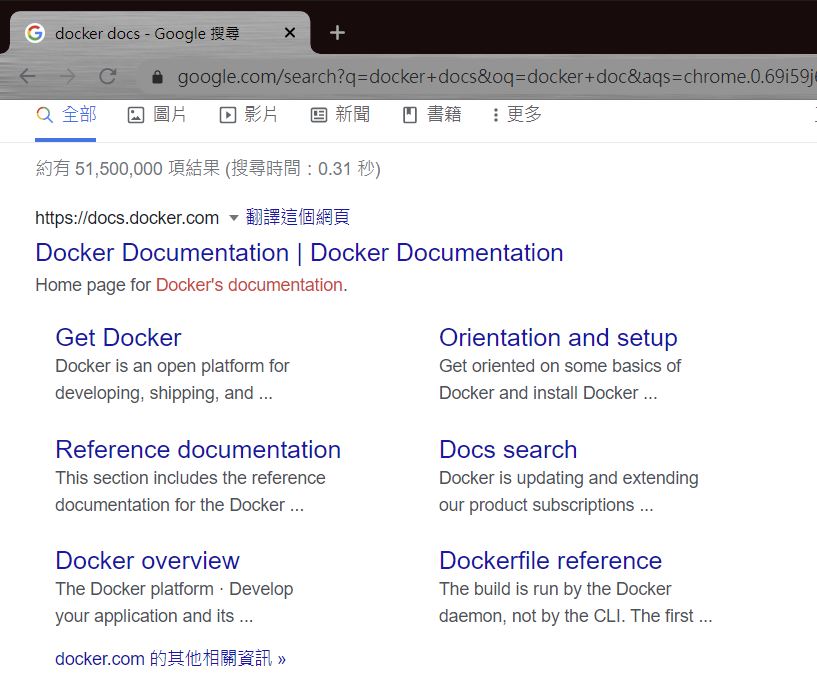 docker docs - Google 搜尋
google.com/search?q=docker+docs&oq=docker+doc&aqs=chrome.0.69i59j
全部 圖片 影片 新聞 書籍 更多
約有 51,500,000 項結果 (搜尋時間：0.31 秒)
https://docs.docker.com 翻譯這個網頁
Docker Documentation | Docker Documentation
Home page for Docker's documentation.
Get Docker
Docker is an open platform for
developing, shipping, and ...
Orientation and setup
Get oriented on some basics of
Docker and install Docker ...
Reference documentation
This section includes the reference
documentation for the Docker ...
Docs search
Docker is updating and extending
our product subscriptions ...
Docker overview
The Docker platform · Develop
your application and its ...
Dockerfile reference
The build is run by the Docker
daemon, not by the CLI. The first ...
docker.com 的其他相關資訊 »